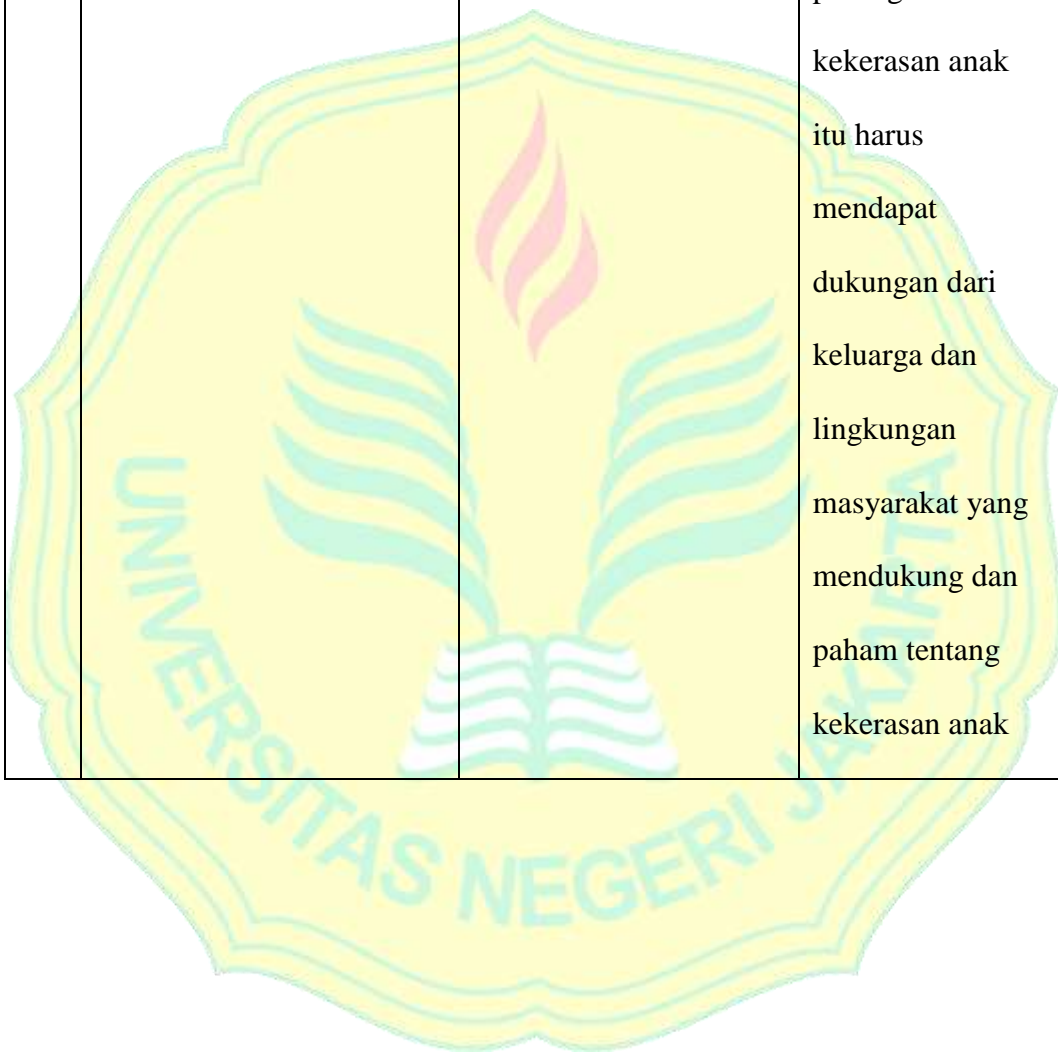 kekerasan anak
itu harus
mendapat
dukungan dari
keluarga dan
lingkungan
masyarakat yang
mendukung dan
paham tentang
kekerasan anak
UNIVERSITAS NEGERI JAKARTA